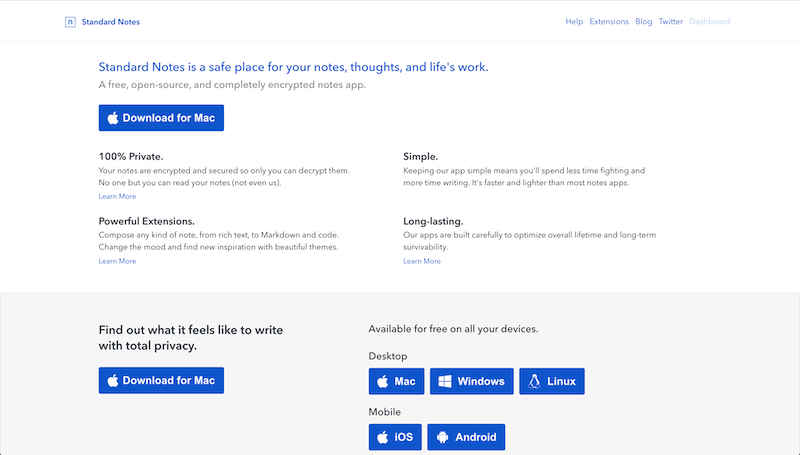 Standard Notes
Help Extensions Blog Twitter Dashboard
Standard Notes is a safe place for your notes, thoughts, and life's work.
A free, open-source, and completely encrypted notes app.
Download for Mac
100% Private.
Your notes are encrypted and secured so only you can decrypt them.
No one but you can read your notes (not even us).
Learn More
Simple.
Keeping our app simple means you'll spend less time fighting and
more time writing. It's faster and lighter than most notes apps.
Powerful Extensions.
Compose any kind of note, from rich text, to Markdown and code.
Change the mood and find new inspiration with beautiful themes.
Learn More
Long-lasting.
Our apps are built carefully to optimize overall lifetime and long-term
survivability.
Learn More
Find out what it feels like to write
with total privacy.
Download for Mac
Available for free on all your devices.
Desktop
Mac Windows Linux
Mobile
iOS Android